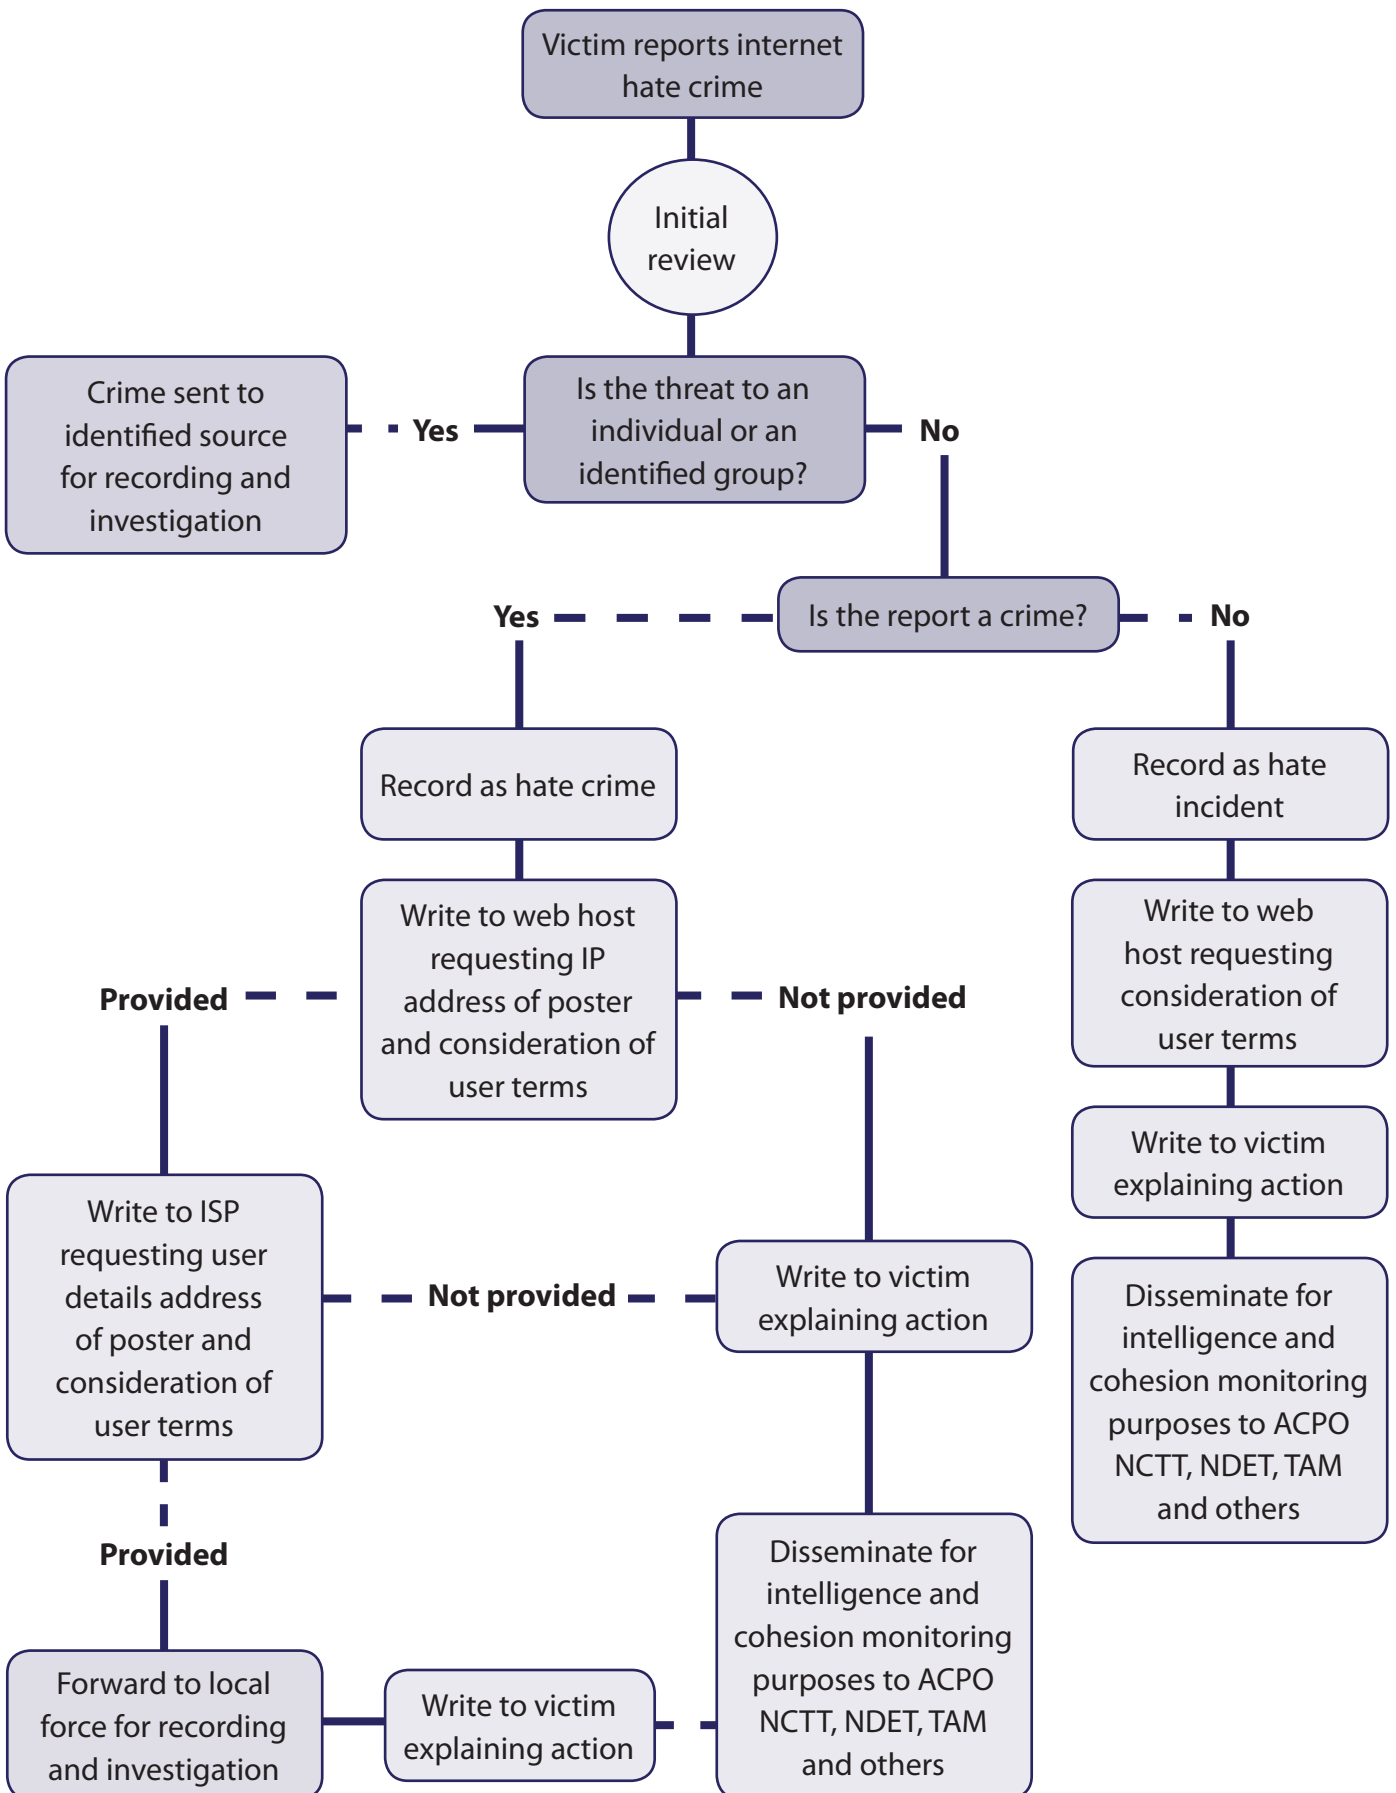 Victim reports internet
hate crime
Initial
review
Is the threat to an
individual or an
identified group?
Yes
No
Crime sent to
identified source
for recording and
investigation
Is the report a crime?
Yes
No
Record as hate crime
Write to web host
requesting IP
address of poster
and consideration of
user terms
Provided
Not provided
Write to ISP
requesting user
details address
of poster and
consideration of
user terms
Not provided
Write to victim
explaining action
Provided
Forward to local
force for recording
and investigation
Write to victim
explaining action
Disseminate for
intelligence and
cohesion monitoring
purposes to ACPO
NCTT, NDET, TAM
and others
Record as hate
incident
Write to web
host requesting
consideration of
user terms
Write to victim
explaining action
Disseminate for
intelligence and
cohesion monitoring
purposes to ACPO
NCTT, NDET, TAM
and others